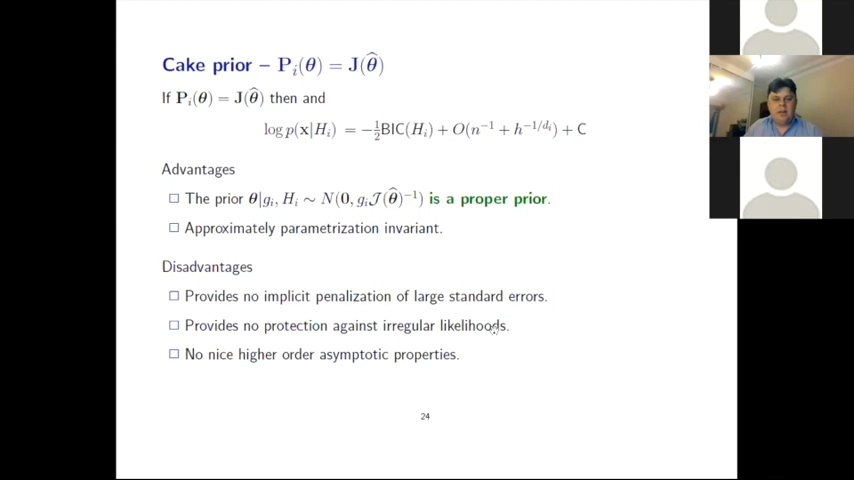 Cake prior – P_i(θ) = J(θ̂)
If P_i(θ) = J(θ̂) then and
log p(x|H_i) = −½BIC(H_i) + O(n⁻¹ + h^{−1/d_i}) + C
Advantages
□ The prior θ|g_i, H_i ∼ N(0, g_i𝒥(θ̂)⁻¹) is a proper prior.
□ Approximately parametrization invariant.
Disadvantages
□ Provides no implicit penalization of large standard errors.
□ Provides no protection against irregular likelihoods.
□ No nice higher order asymptotic properties.
24